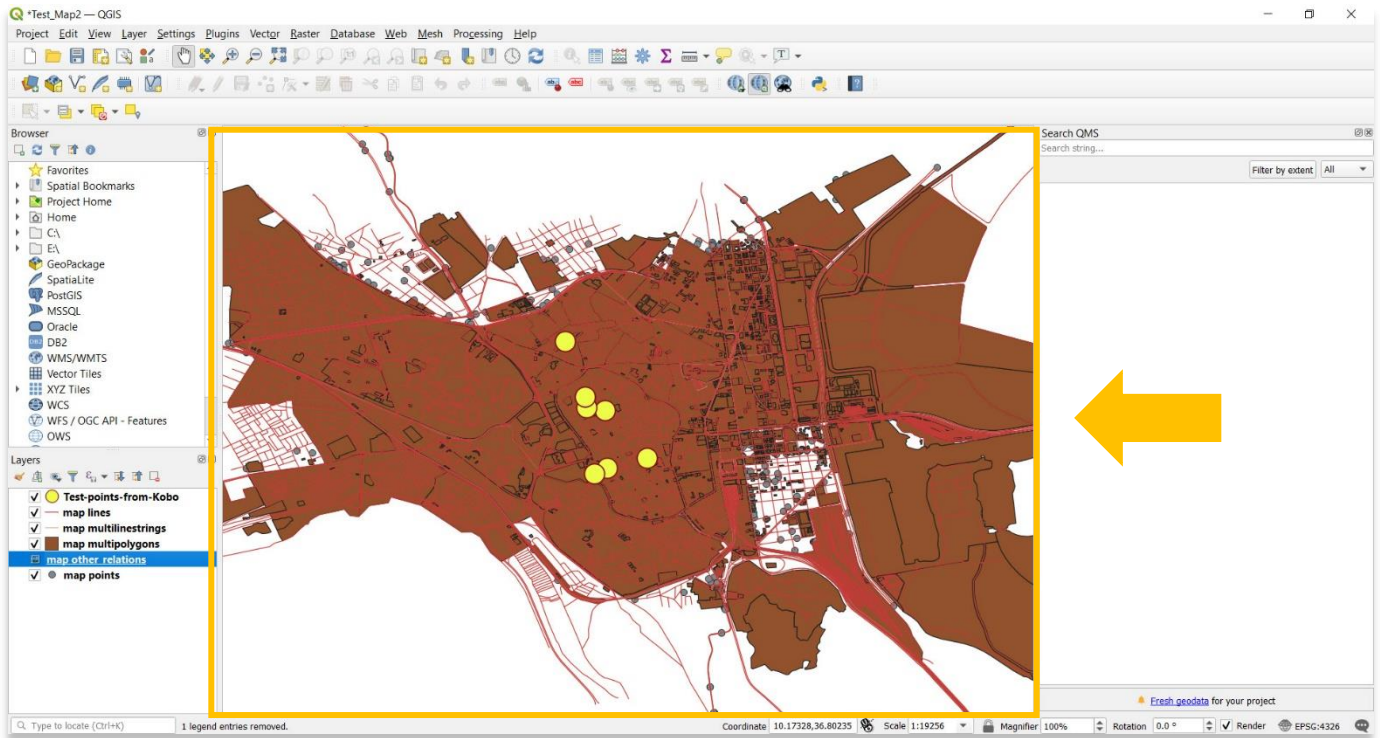 *Test_Map2 — QGIS
Project Edit View Layer Settings Plugins Vector Raster Database Web Mesh Processing Help
Browser
Favorites
Spatial Bookmarks
Project Home
Home
C:\
E:\
GeoPackage
SpatiaLite
PostGIS
MSSQL
Oracle
DB2
WMS/WMTS
Vector Tiles
XYZ Tiles
WCS
WFS / OGC API - Features
OWS
Layers
Test-points-from-Kobo
map lines
map multilinestrings
map multipolygons
map other_relations
map points
Search QMS
Search string...
Filter by extent All
Fresh geodata for your project
Type to locate (Ctrl+K) 1 legend entries removed. Coordinate 10.17328,36.80235 Scale 1:19256 Magnifier 100% Rotation 0.0 ° Render EPSG:4326